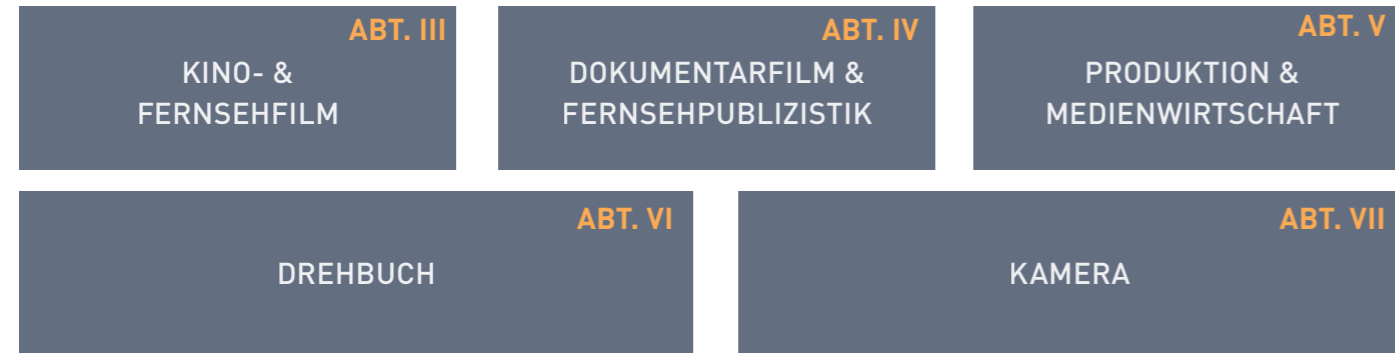 ABT. III
KINO- &
FERNSEHFILM
ABT. IV
DOKUMENTARFILM &
FERNSEHPUBLIZISTIK
ABT. V
PRODUKTION &
MEDIENWIRTSCHAFT
ABT. VI
DREHBUCH
ABT. VII
KAMERA